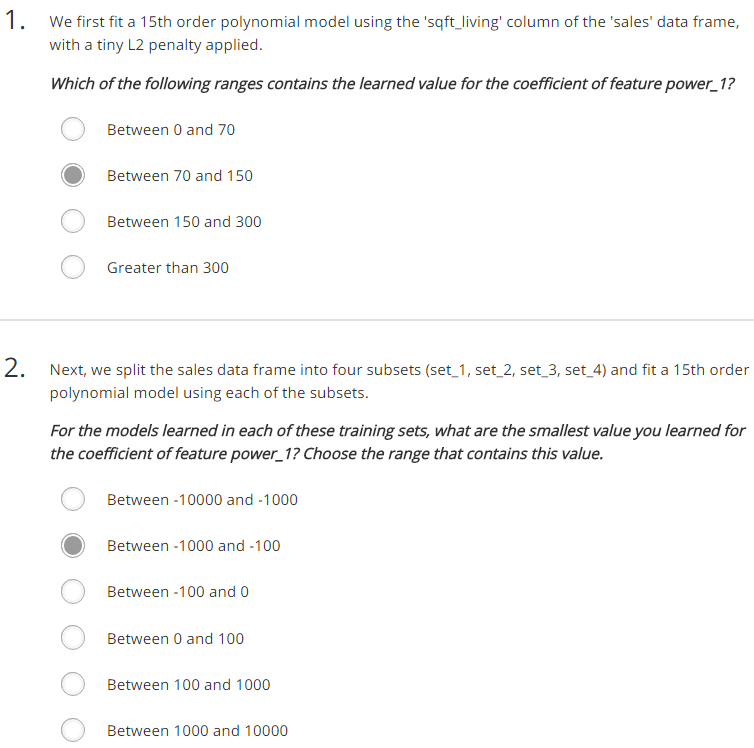 1. We first fit a 15th order polynomial model using the 'sqft_living' column of the 'sales' data frame,
with a tiny L2 penalty applied.
Which of the following ranges contains the learned value for the coefficient of feature power_1?
Between 0 and 70
Between 70 and 150
Between 150 and 300
Greater than 300
2. Next, we split the sales data frame into four subsets (set_1, set_2, set_3, set_4) and fit a 15th order
polynomial model using each of the subsets.
For the models learned in each of these training sets, what are the smallest value you learned for
the coefficient of feature power_1? Choose the range that contains this value.
Between -10000 and -1000
Between -1000 and -100
Between -100 and 0
Between 0 and 100
Between 100 and 1000
Between 1000 and 10000